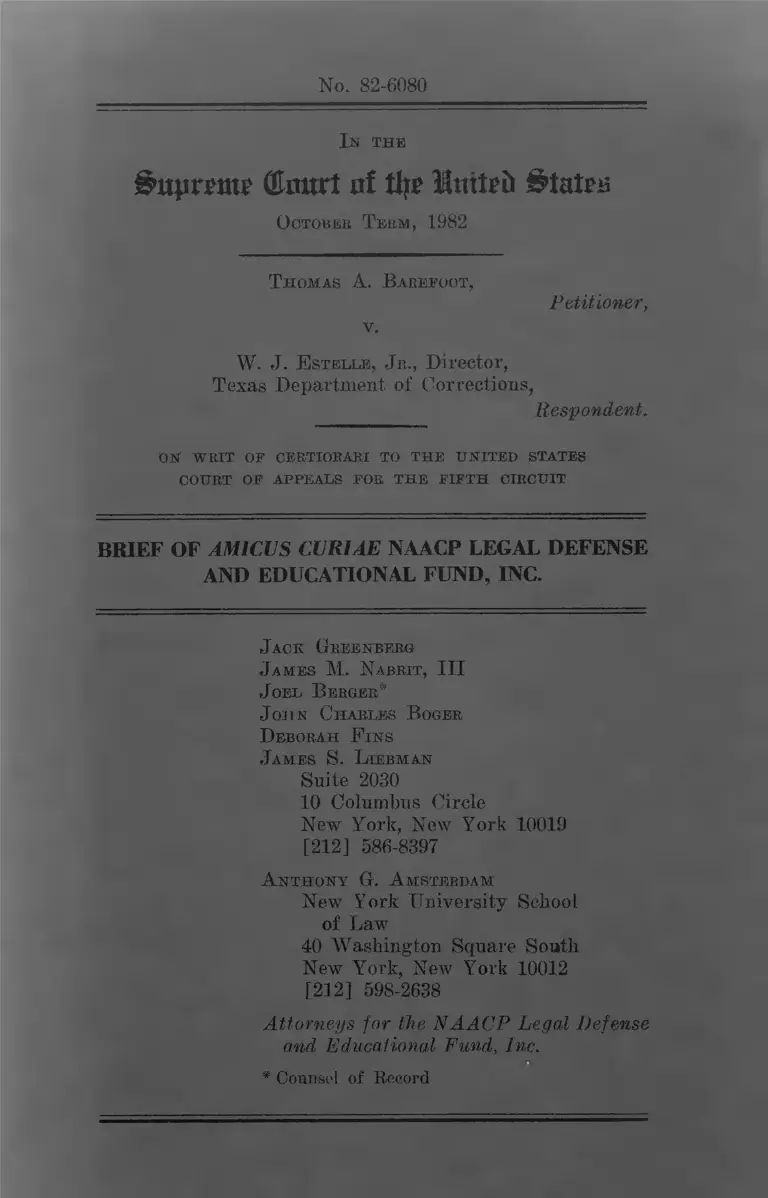 No. 82-6080
IN THE
Supreme Court of the United States
OCTOBER TERM, 1982
THOMAS A. BAREFOOT,
Petitioner,
v.
W. J. ESTELLE, JR., Director,
Texas Department of Corrections,
Respondent.
ON WRIT OF CERTIORARI TO THE UNITED STATES
COURT OF APPEALS FOR THE FIFTH CIRCUIT
BRIEF OF AMICUS CURIAE NAACP LEGAL DEFENSE
AND EDUCATIONAL FUND, INC.
JACK GREENBERG
JAMES M. NABRIT, III
JOEL BERGER*
JOHN CHARLES BOGER
DEBORAH FINS
JAMES S. LIEBMAN
Suite 2030
10 Columbus Circle
New York, New York 10019
[212] 586-8397
ANTHONY G. AMSTERDAM
New York University School
of Law
40 Washington Square South
New York, New York 10012
[212] 598-2638
Attorneys for the NAACP Legal Defense
and Educational Fund, Inc.
* Counsel of Record